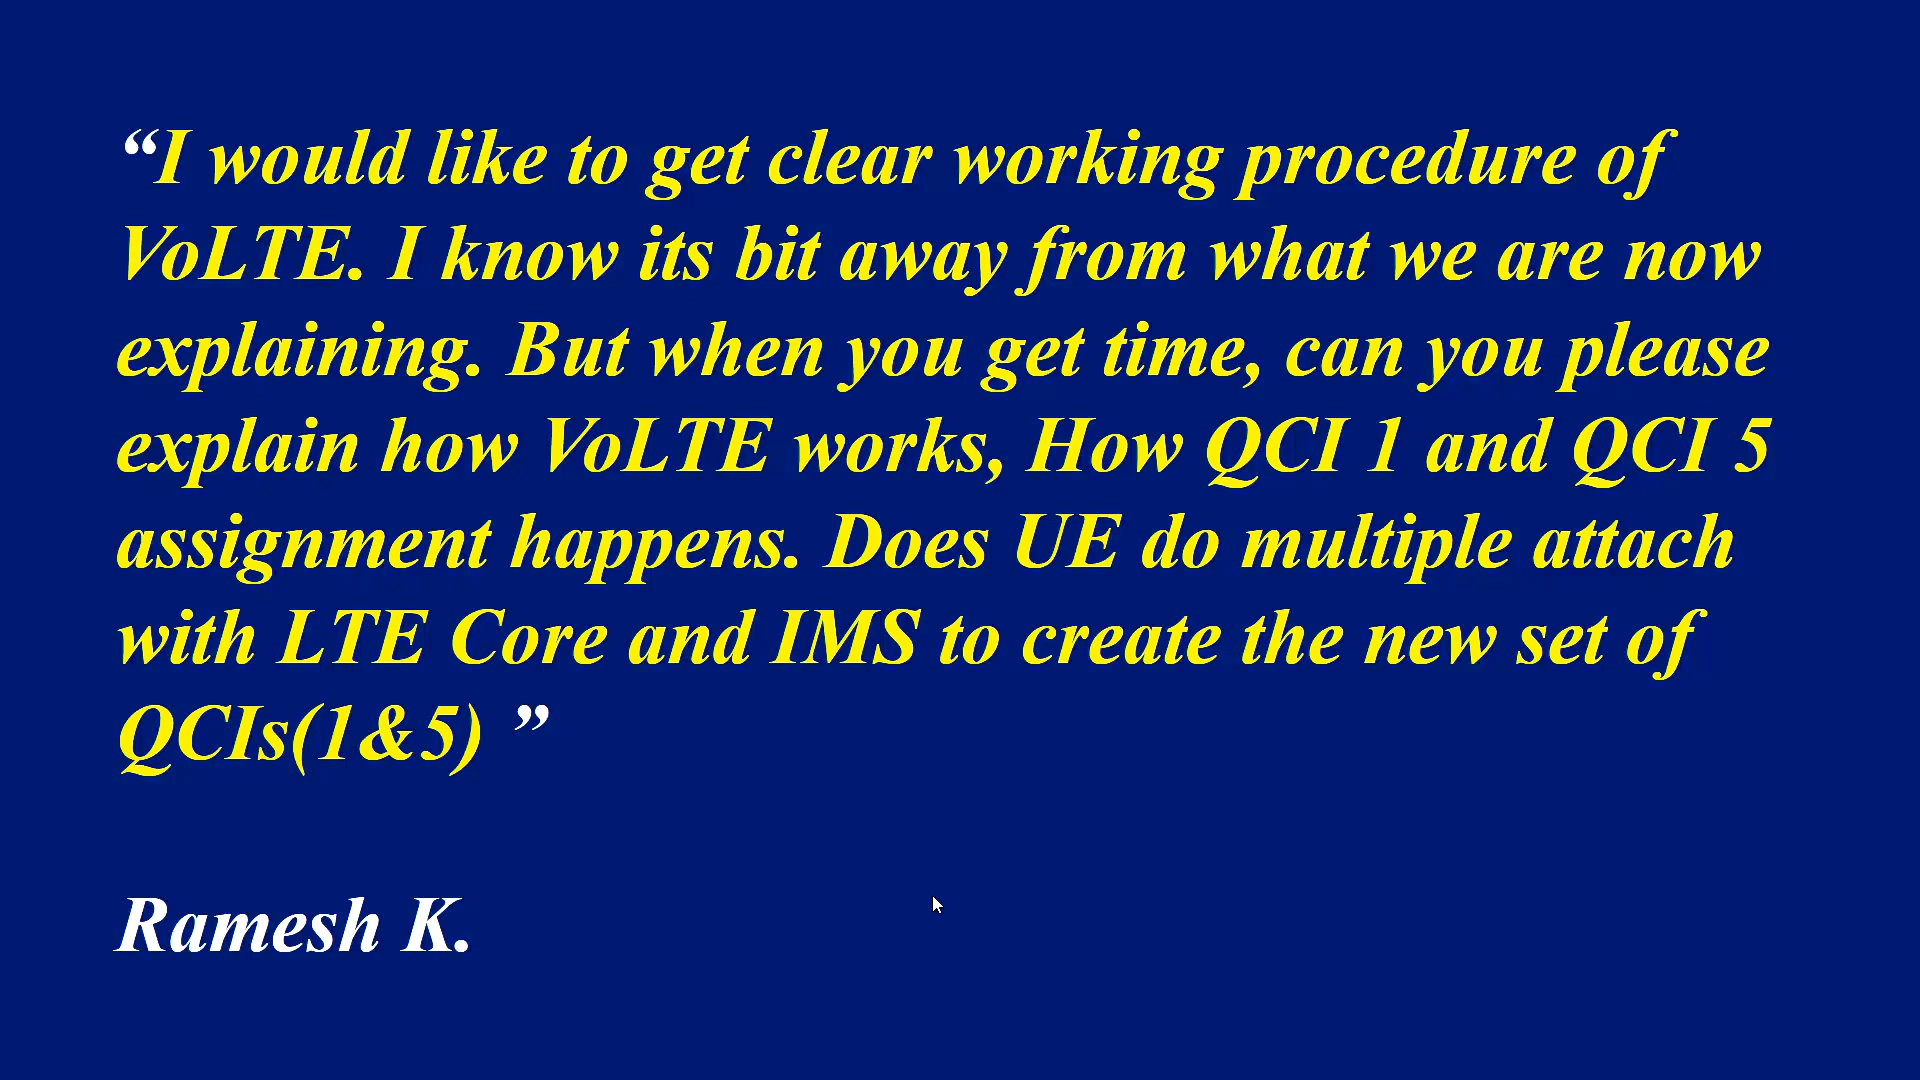 “I would like to get clear working procedure of
VoLTE. I know its bit away from what we are now
explaining. But when you get time, can you please
explain how VoLTE works, How QCI 1 and QCI 5
assignment happens. Does UE do multiple attach
with LTE Core and IMS to create the new set of
QCIs(1&5) ”
Ramesh K.